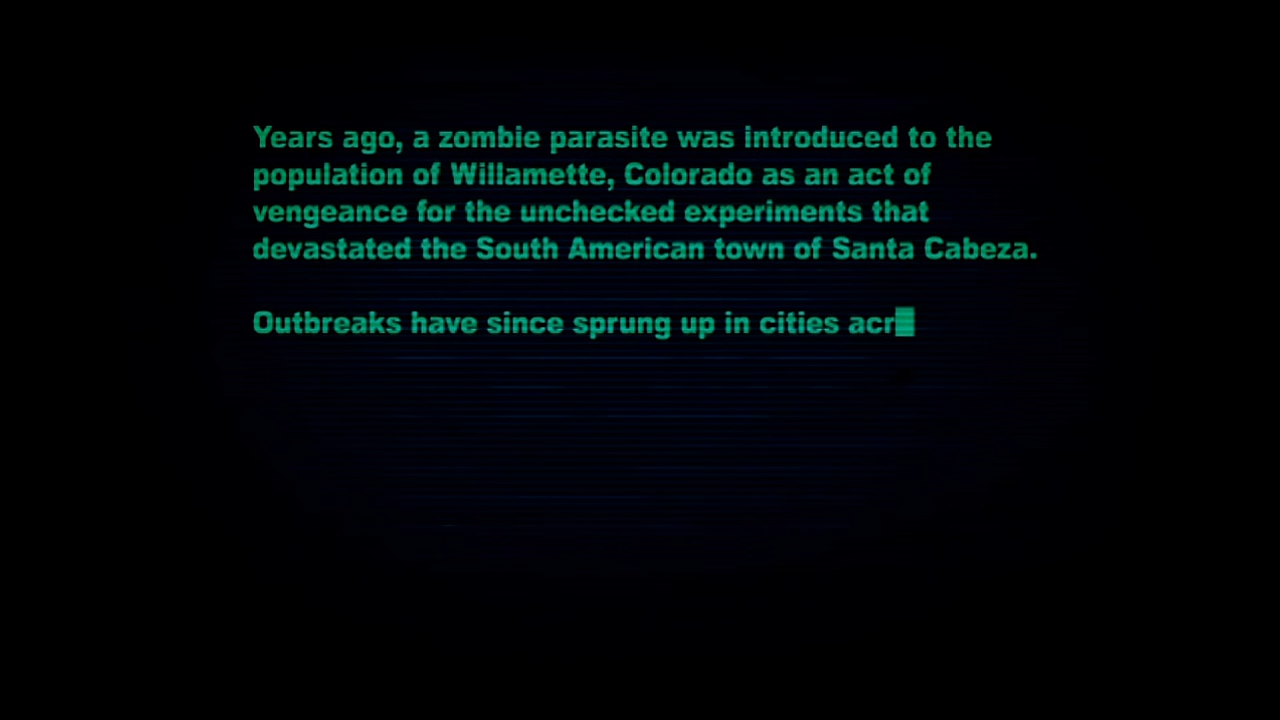 Years ago, a zombie parasite was introduced to the
population of Willamette, Colorado as an act of
vengeance for the unchecked experiments that
devastated the South American town of Santa Cabeza.
Outbreaks have since sprung up in cities acr